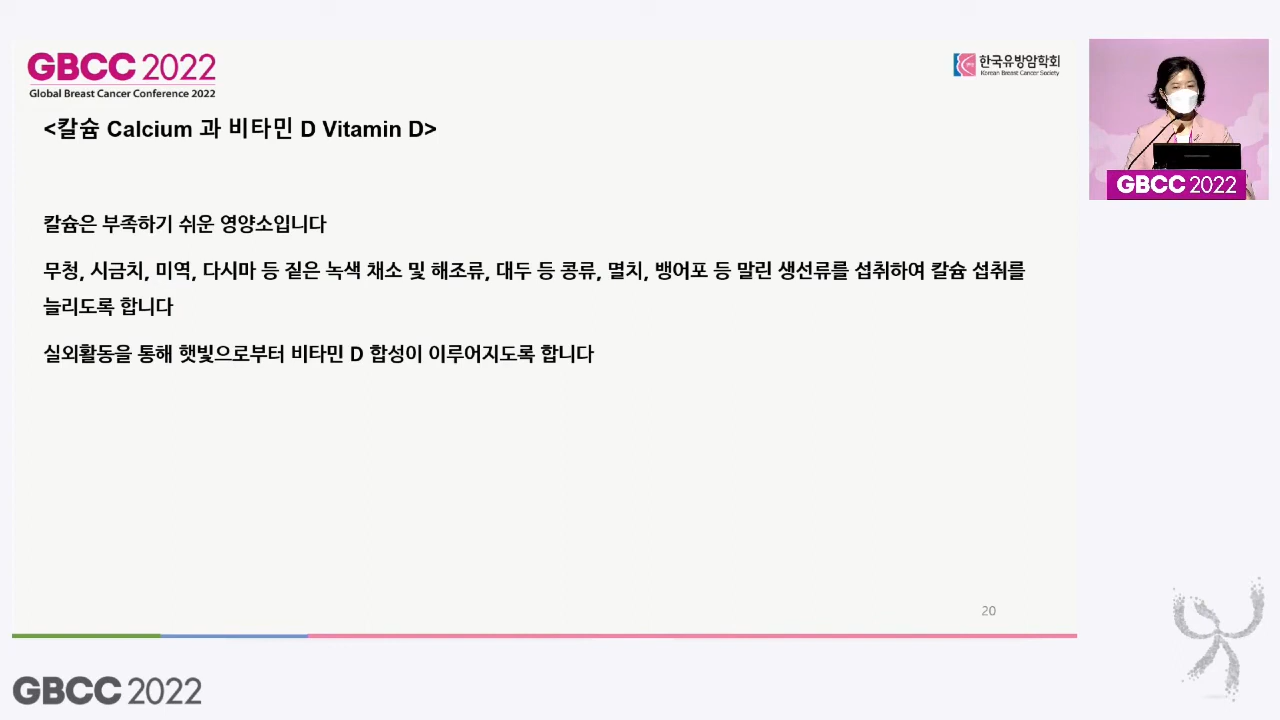 GBCC 2022
Global Breast Cancer Conference 2022
한국유방암학회
Korean Breast Cancer Society
<칼슘 Calcium 과 비타민 D Vitamin D>
칼슘은 부족하기 쉬운 영양소입니다
무청, 시금치, 미역, 다시마 등 짙은 녹색 채소 및 해조류, 대두 등 콩류, 멸치, 뱅어포 등 말린 생선류를 섭취하여 칼슘 섭취를
늘리도록 합니다
실외활동을 통해 햇빛으로부터 비타민 D 합성이 이루어지도록 합니다
20
GBCC 2022
GBCC 2022